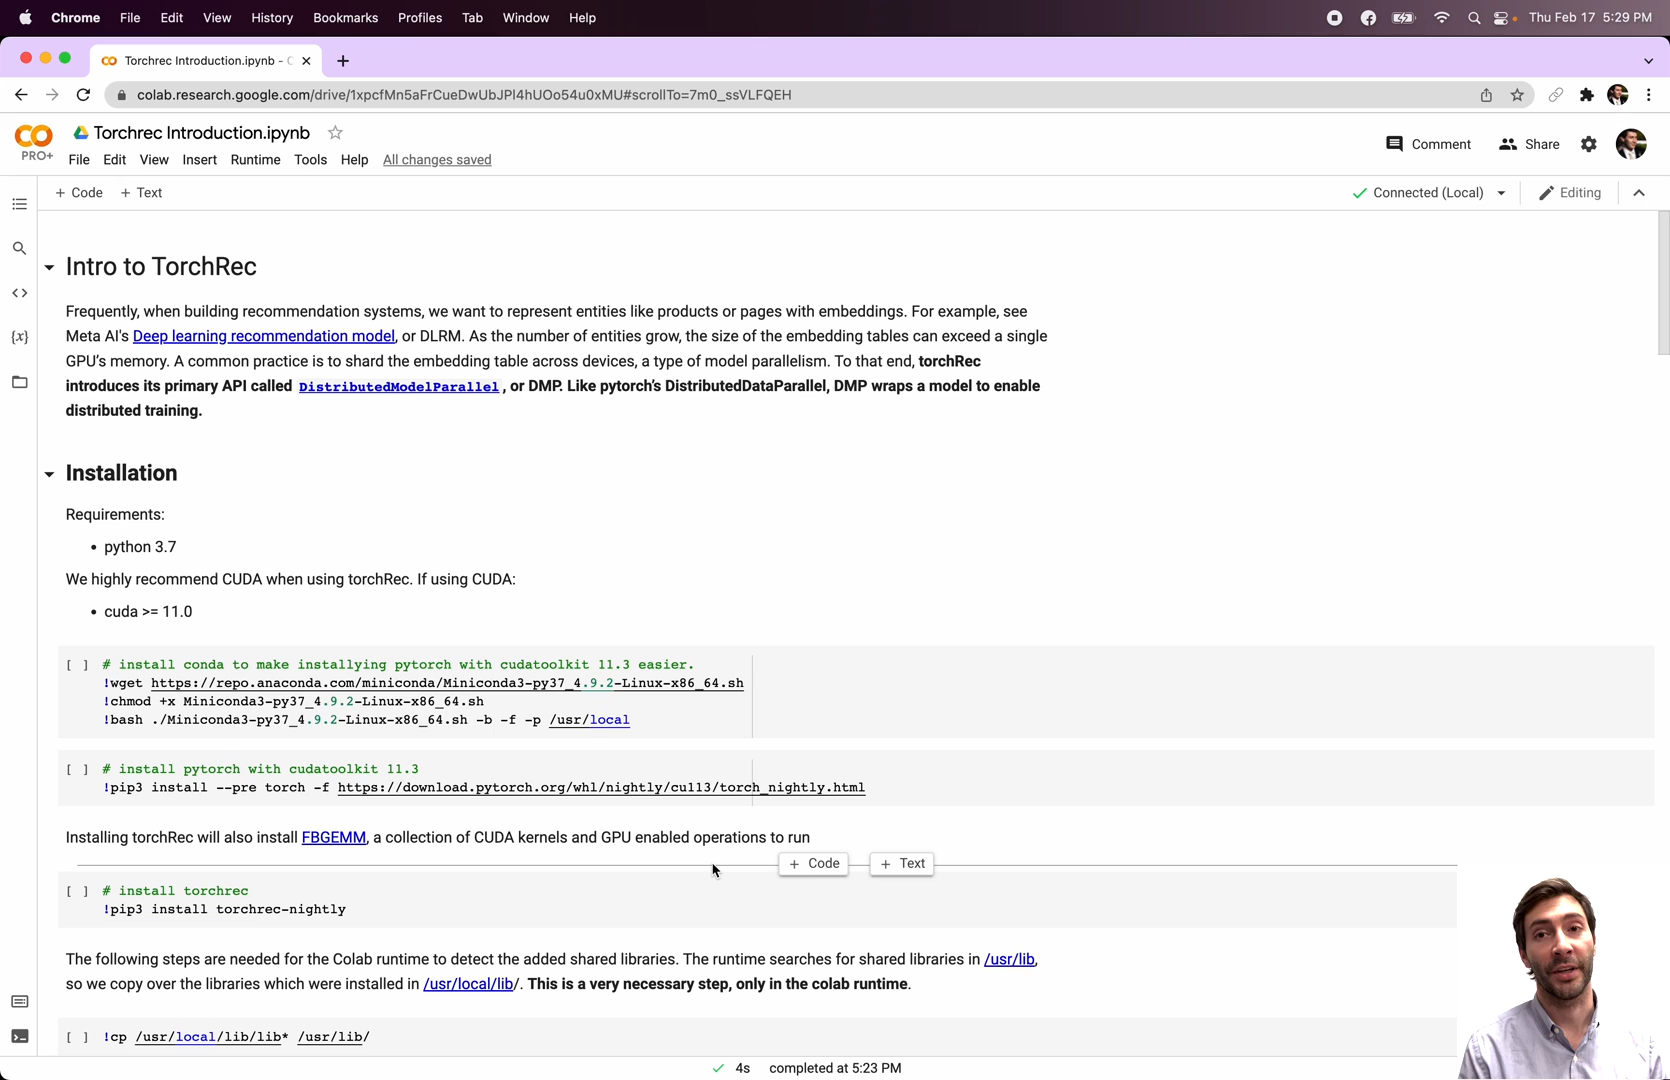 Chrome File Edit View History Bookmarks Profiles Tab Window Help Thu Feb 17 5:29 PM
Torchrec Introduction.ipynb - C
colab.research.google.com/drive/1xpcfMn5aFrCueDwUbJPl4hUOo54u0xMU#scrollTo=7m0_ssVLFQEH
CO Torchrec Introduction.ipynb
PRO+
File Edit View Insert Runtime Tools Help All changes saved
Comment Share
+ Code + Text Connected (Local) Editing
Intro to TorchRec
Frequently, when building recommendation systems, we want to represent entities like products or pages with embeddings. For example, see
Meta AI's Deep learning recommendation model, or DLRM. As the number of entities grow, the size of the embedding tables can exceed a single
GPU's memory. A common practice is to shard the embedding table across devices, a type of model parallelism. To that end, torchRec
introduces its primary API called DistributedModelParallel, or DMP. Like pytorch's DistributedDataParallel, DMP wraps a model to enable
distributed training.
Installation
Requirements:
• python 3.7
We highly recommend CUDA when using torchRec. If using CUDA:
• cuda >= 11.0
[ ] # install conda to make installying pytorch with cudatoolkit 11.3 easier.
!wget https://repo.anaconda.com/miniconda/Miniconda3-py37_4.9.2-Linux-x86_64.sh
!chmod +x Miniconda3-py37_4.9.2-Linux-x86_64.sh
!bash ./Miniconda3-py37_4.9.2-Linux-x86_64.sh -b -f -p /usr/local
[ ] # install pytorch with cudatoolkit 11.3
!pip3 install --pre torch -f https://download.pytorch.org/whl/nightly/cu113/torch_nightly.html
Installing torchRec will also install FBGEMM, a collection of CUDA kernels and GPU enabled operations to run
+ Code + Text
[ ] # install torchrec
!pip3 install torchrec-nightly
The following steps are needed for the Colab runtime to detect the added shared libraries. The runtime searches for shared libraries in /usr/lib,
so we copy over the libraries which were installed in /usr/local/lib/. This is a very necessary step, only in the colab runtime.
[ ] !cp /usr/local/lib/lib* /usr/lib/
4s completed at 5:23 PM